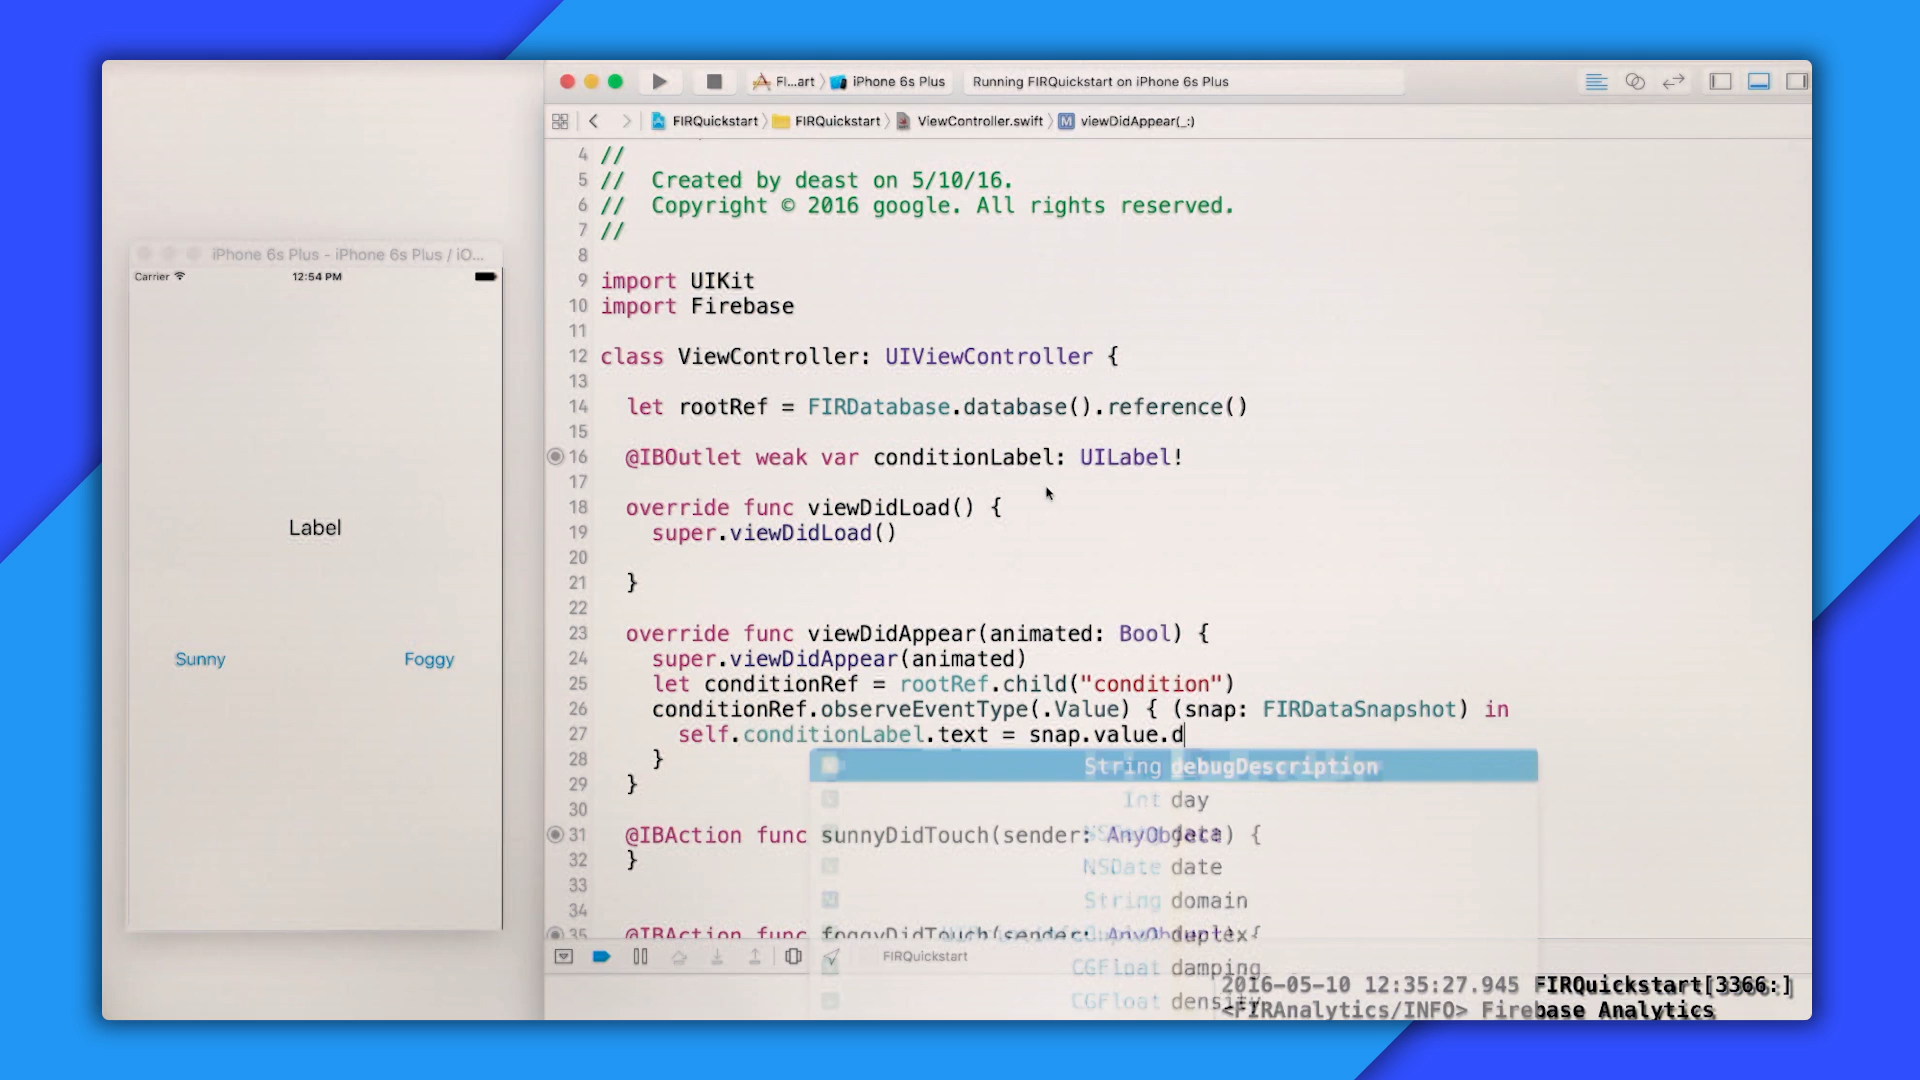 FI...art
iPhone 6s Plus
Running FIRQuickstart on iPhone 6s Plus
FIRQuickstart
FIRQuickstart
ViewController.swift
M
viewDidAppear(_:)
iPhone 6s Plus - iPhone 6s Plus / iO...
Carrier
12:54 PM
Label
Sunny
Foggy
4 //
5 // Created by deast on 5/10/16.
6 // Copyright © 2016 google. All rights reserved.
7 //
8
9 import UIKit
10 import Firebase
11
12 class ViewController: UIViewController {
13
14 let rootRef = FIRDatabase.database().reference()
15
16 @IBOutlet weak var conditionLabel: UILabel!
17
18 override func viewDidLoad() {
19 super.viewDidLoad()
20
21 }
22
23 override func viewDidAppear(animated: Bool) {
24 super.viewDidAppear(animated)
25 let conditionRef = rootRef.child("condition")
26 conditionRef.observeEventType(.Value) { (snap: FIRDataSnapshot) in
27 self.conditionLabel.text = snap.value.d
28 }
29 }
30
31 @IBAction func sunnyDidTouch(sender: AnyObject) {
32 }
33
34
35 @IBAction func foggyDidTouch(sender:
String debugDescription
Int day
NSDate date
String domain
CGFloat damping
CGFloat density
FIRQuickstart
2016-05-10 12:35:27.945 FIRQuickstart[3366:]
<FIRAnalytics/INFO> Firebase Analytics